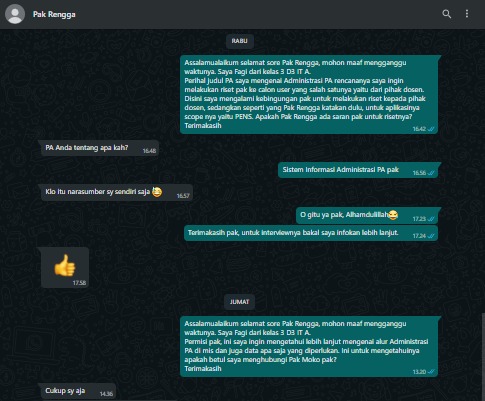 Pak Rengga
RABU
Assalamualaikum selamat sore Pak Rengga, mohon maaf mengganggu
waktunya. Saya Fagi dari kelas 3 D3 IT A.
Perihal judul PA saya mengenai Administrasi PA rencananya saya ingin
melakukan riset pak ke calon user yang salah satunya yaitu dari pihak dosen.
Disini saya mengalami kebingungan pak untuk melakukan riset kepada pihak
dosen, sedangkan seperti yang Pak Rengga katakan dulu, untuk aplikasinya
scope nya yaitu PENS. Apakah Pak Rengga ada saran pak untuk risetnya?
Terimakasih
16.42
PA Anda tentang apa kah?
16.48
Sistem Informasi Administrasi PA pak
16.56
Klo itu narasumber sy sendiri saja 😅
16.57
O gitu ya pak, Alhamdulillah😂
17.23
Terimakasih pak, untuk interviewnya bakal saya infokan lebih lanjut.
17.24
👍
17.58
JUMAT
Assalamualaikum selamat sore Pak Rengga, mohon maaf mengganggu
waktunya. Saya Fagi dari kelas 3 D3 IT A.
Permisi pak, ini saya ingin mengetahui lebih lanjut mengenai alur Administrasi
PA di mis dan juga data apa saja yang diperlukan. Ini untuk mengetahuinya
apakah betul saya menghubungi Pak Moko pak?
Terimakasih
13.20
Cukup sy aja
14.36